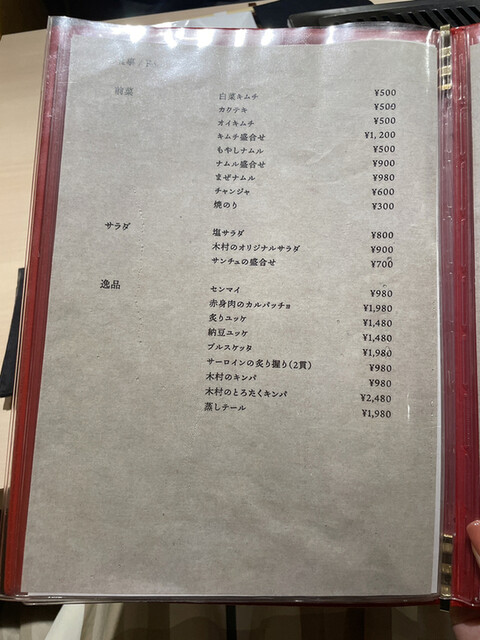 前菜
白菜キムチ ¥500
カクテキ ¥500
オイキムチ ¥500
キムチ盛合せ ¥1,200
もやしナムル ¥500
ナムル盛合せ ¥900
まぜナムル ¥980
チャンジャ ¥600
焼のり ¥300
サラダ
塩サラダ ¥800
木村のオリジナルサラダ ¥900
サンチュの盛合せ ¥700
逸品
センマイ ¥980
赤身肉のカルパッチョ ¥1,980
炙りユッケ ¥1,480
納豆ユッケ ¥1,480
ブルスケッタ ¥1,980
サーロインの炙り握り(2貫) ¥980
木村のキンパ ¥980
木村のとろたくキンパ ¥2,480
蒸しテール ¥1,980